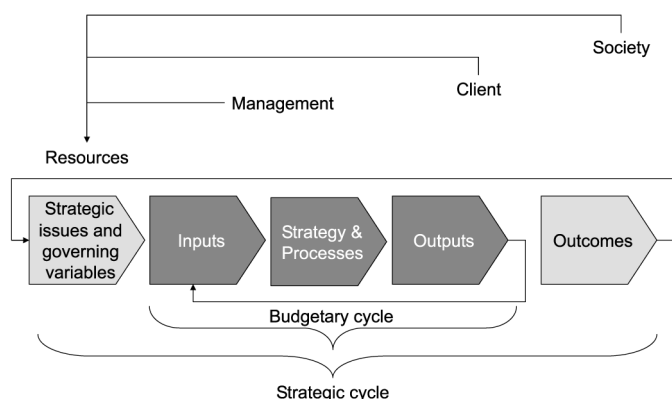 Society
Client
Management
Resources
Strategic
issues and
governing
variables
Inputs
Strategy &
Processes
Outputs
Outcomes
Budgetary cycle
Strategic cycle